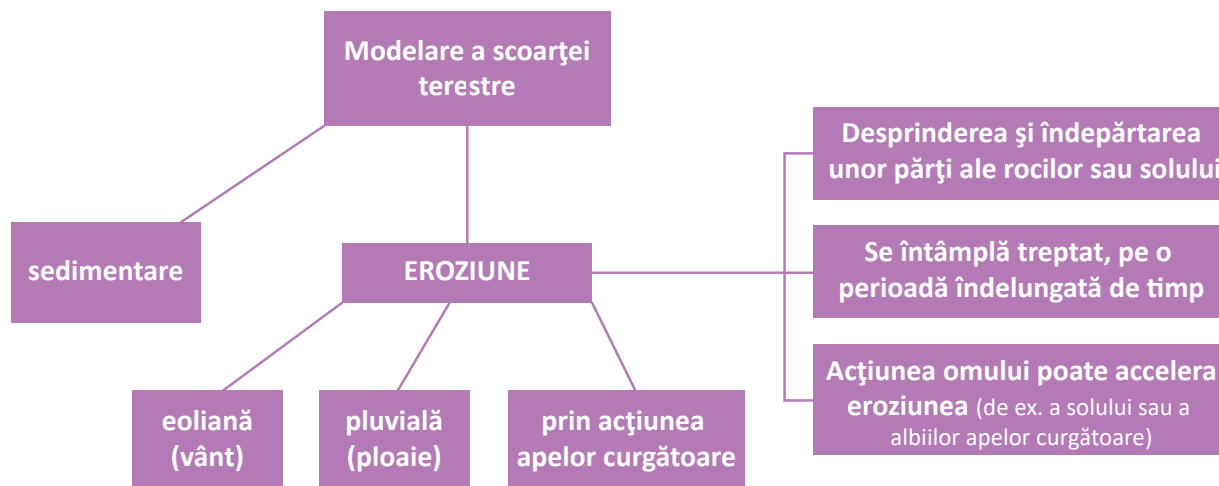 Modelare a scoarţei
terestre
sedimentare
EROZIUNE
eoliană
(vânt)
pluvială
(ploaie)
prin acţiunea
apelor curgătoare
Desprinderea şi îndepărtarea
unor părţi ale rocilor sau solului
Se întâmplă treptat, pe o
perioadă îndelungată de timp
Acţiunea omului poate accelera
eroziunea (de ex. a solului sau a
albiilor apelor curgătoare)